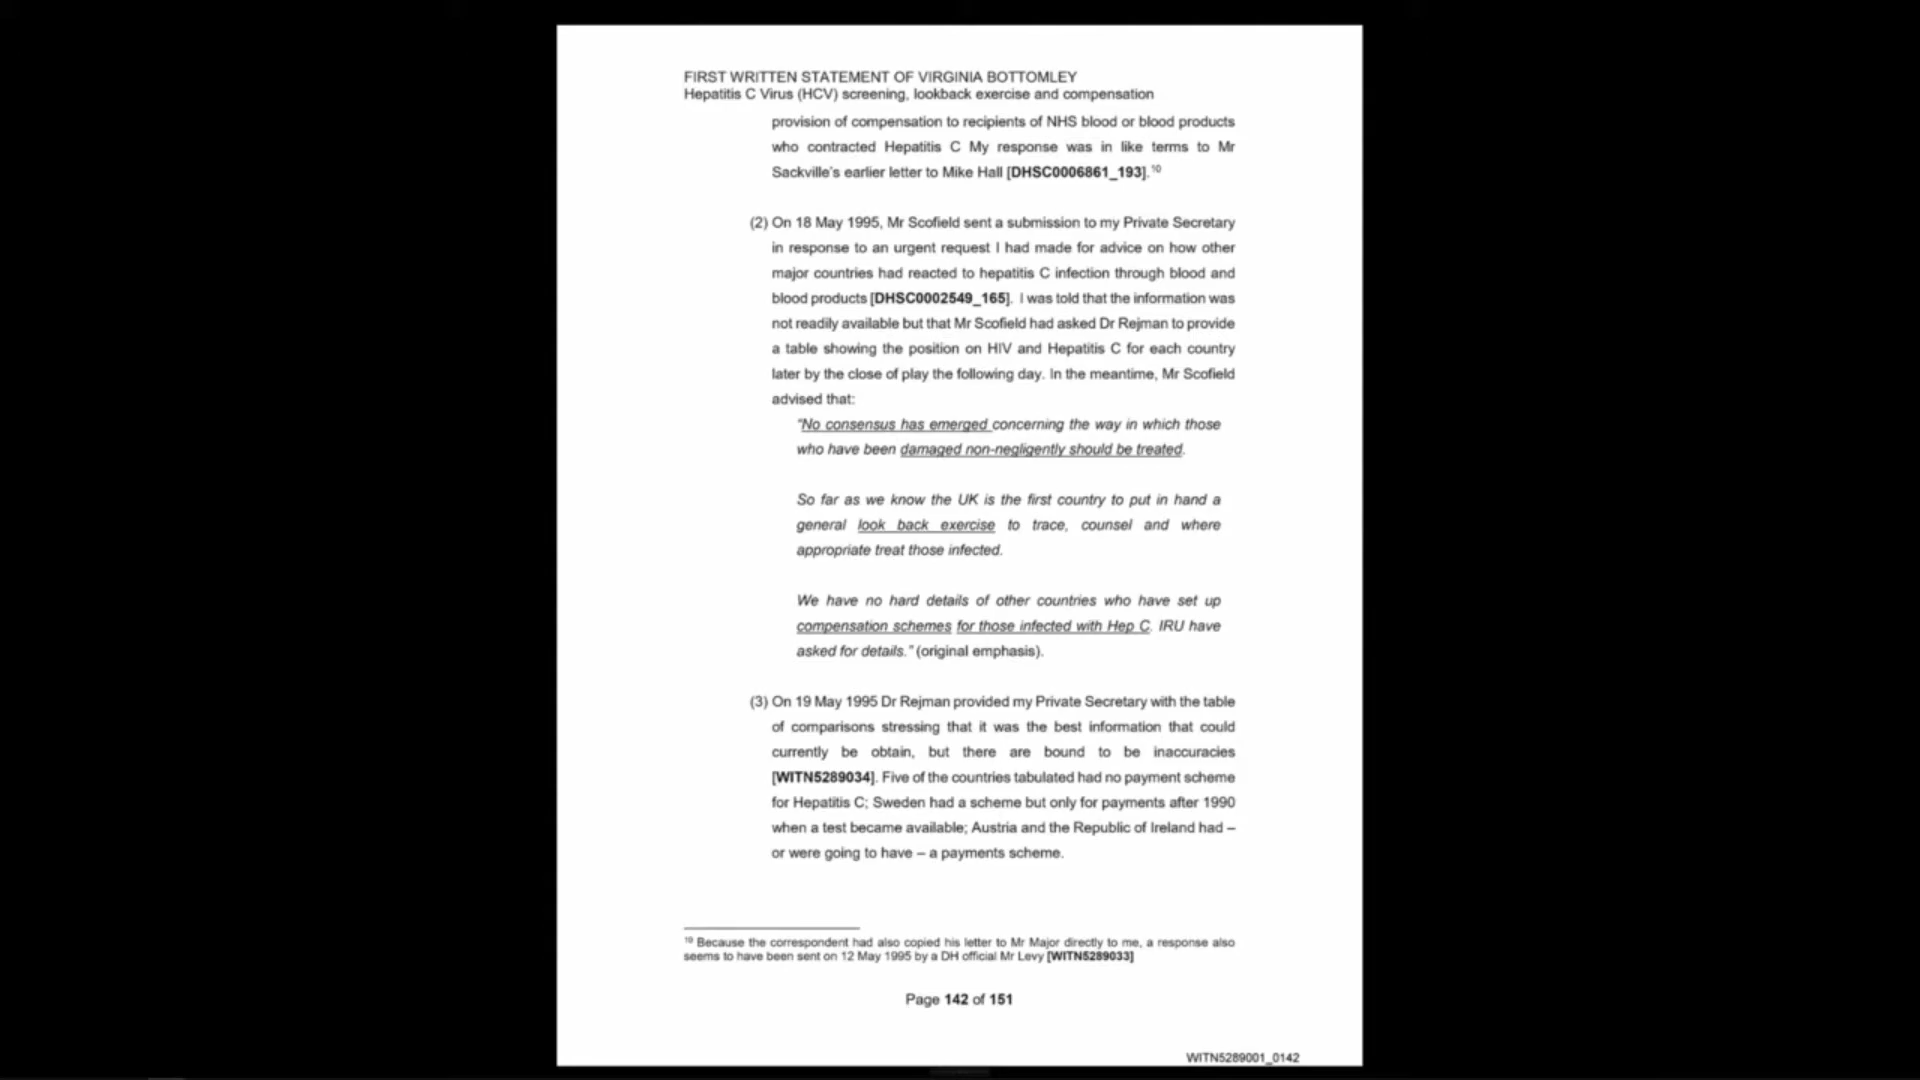 FIRST WRITTEN STATEMENT OF VIRGINIA BOTTOMLEY
Hepatitis C Virus (HCV) screening, lookback exercise and compensation
provision of compensation to recipients of NHS blood or blood products
who contracted Hepatitis C My response was in like terms to Mr
Sackville's earlier letter to Mike Hall [DHSC0006861_193].10
(2) On 18 May 1995, Mr Scofield sent a submission to my Private Secretary
in response to an urgent request I had made for advice on how other
major countries had reacted to hepatitis C infection through blood and
blood products [DHSC0002549_165]. I was told that the information was
not readily available but that Mr Scofield had asked Dr Rejman to provide
a table showing the position on HIV and Hepatitis C for each country
later by the close of play the following day. In the meantime, Mr Scofield
advised that:
"No consensus has emerged concerning the way in which those
who have been damaged non-negligently should be treated.
So far as we know the UK is the first country to put in hand a
general look back exercise to trace, counsel and where
appropriate treat those infected.
We have no hard details of other countries who have set up
compensation schemes for those infected with Hep C. IRU have
asked for details." (original emphasis).
(3) On 19 May 1995 Dr Rejman provided my Private Secretary with the table
of comparisons stressing that it was the best information that could
currently be obtain, but there are bound to be inaccuracies
[WITN5289034]. Five of the countries tabulated had no payment scheme
for Hepatitis C; Sweden had a scheme but only for payments after 1990
when a test became available; Austria and the Republic of Ireland had –
or were going to have – a payments scheme.
10 Because the correspondent had also copied his letter to Mr Major directly to me, a response also
seems to have been sent on 12 May 1995 by a DH official Mr Levy [WITN5289033]
Page 142 of 151
WITN5289001_0142